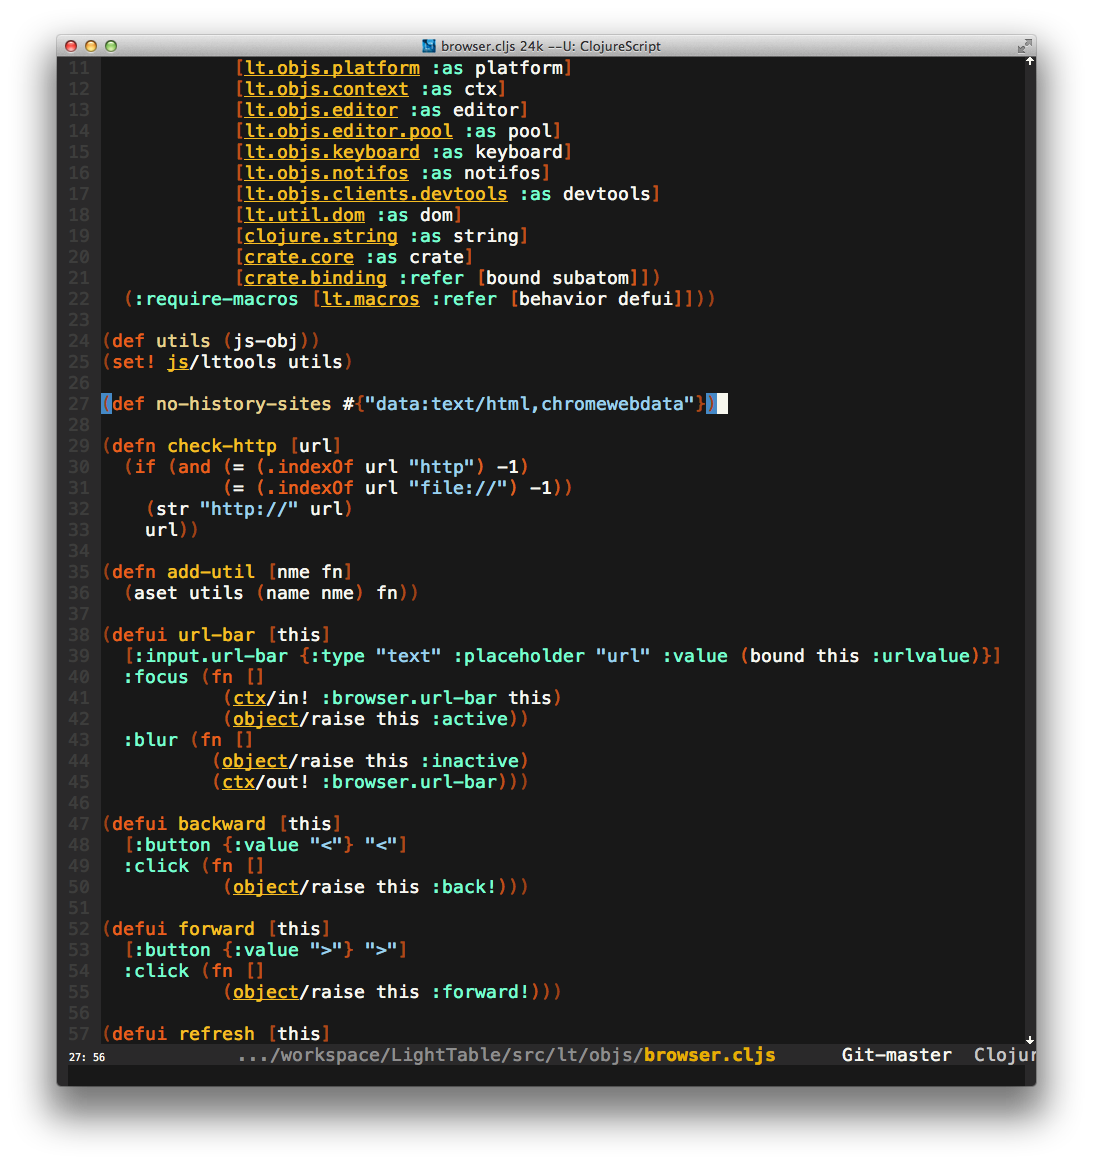 browser.cljs 24k --U: ClojureScript
11             [lt.objs.platform :as platform]
12             [lt.objs.context :as ctx]
13             [lt.objs.editor :as editor]
14             [lt.objs.editor.pool :as pool]
15             [lt.objs.keyboard :as keyboard]
16             [lt.objs.notifos :as notifos]
17             [lt.objs.clients.devtools :as devtools]
18             [lt.util.dom :as dom]
19             [clojure.string :as string]
20             [crate.core :as crate]
21             [crate.binding :refer [bound subatom]])
22   (:require-macros [lt.macros :refer [behavior defui]]))
23
24 (def utils (js-obj))
25 (set! js/lttools utils)
26
27 (def no-history-sites #{"data:text/html,chromewebdata"})
28
29 (defn check-http [url]
30   (if (and (= (.indexOf url "http") -1)
31            (= (.indexOf url "file://") -1))
32     (str "http://" url)
33     url))
34
35 (defn add-util [nme fn]
36   (aset utils (name nme) fn))
37
38 (defui url-bar [this]
39   [:input.url-bar {:type "text" :placeholder "url" :value (bound this :urlvalue)}]
40   :focus (fn []
41            (ctx/in! :browser.url-bar this)
42            (object/raise this :active))
43   :blur (fn []
44           (object/raise this :inactive)
45           (ctx/out! :browser.url-bar)))
46
47 (defui backward [this]
48   [:button {:value "<"} "<"]
49   :click (fn []
50            (object/raise this :back!)))
51
52 (defui forward [this]
53   [:button {:value ">"} ">"]
54   :click (fn []
55            (object/raise this :forward!)))
56
57 (defui refresh [this]
27: 56 .../workspace/LightTable/src/lt/objs/browser.cljs Git-master Clojur